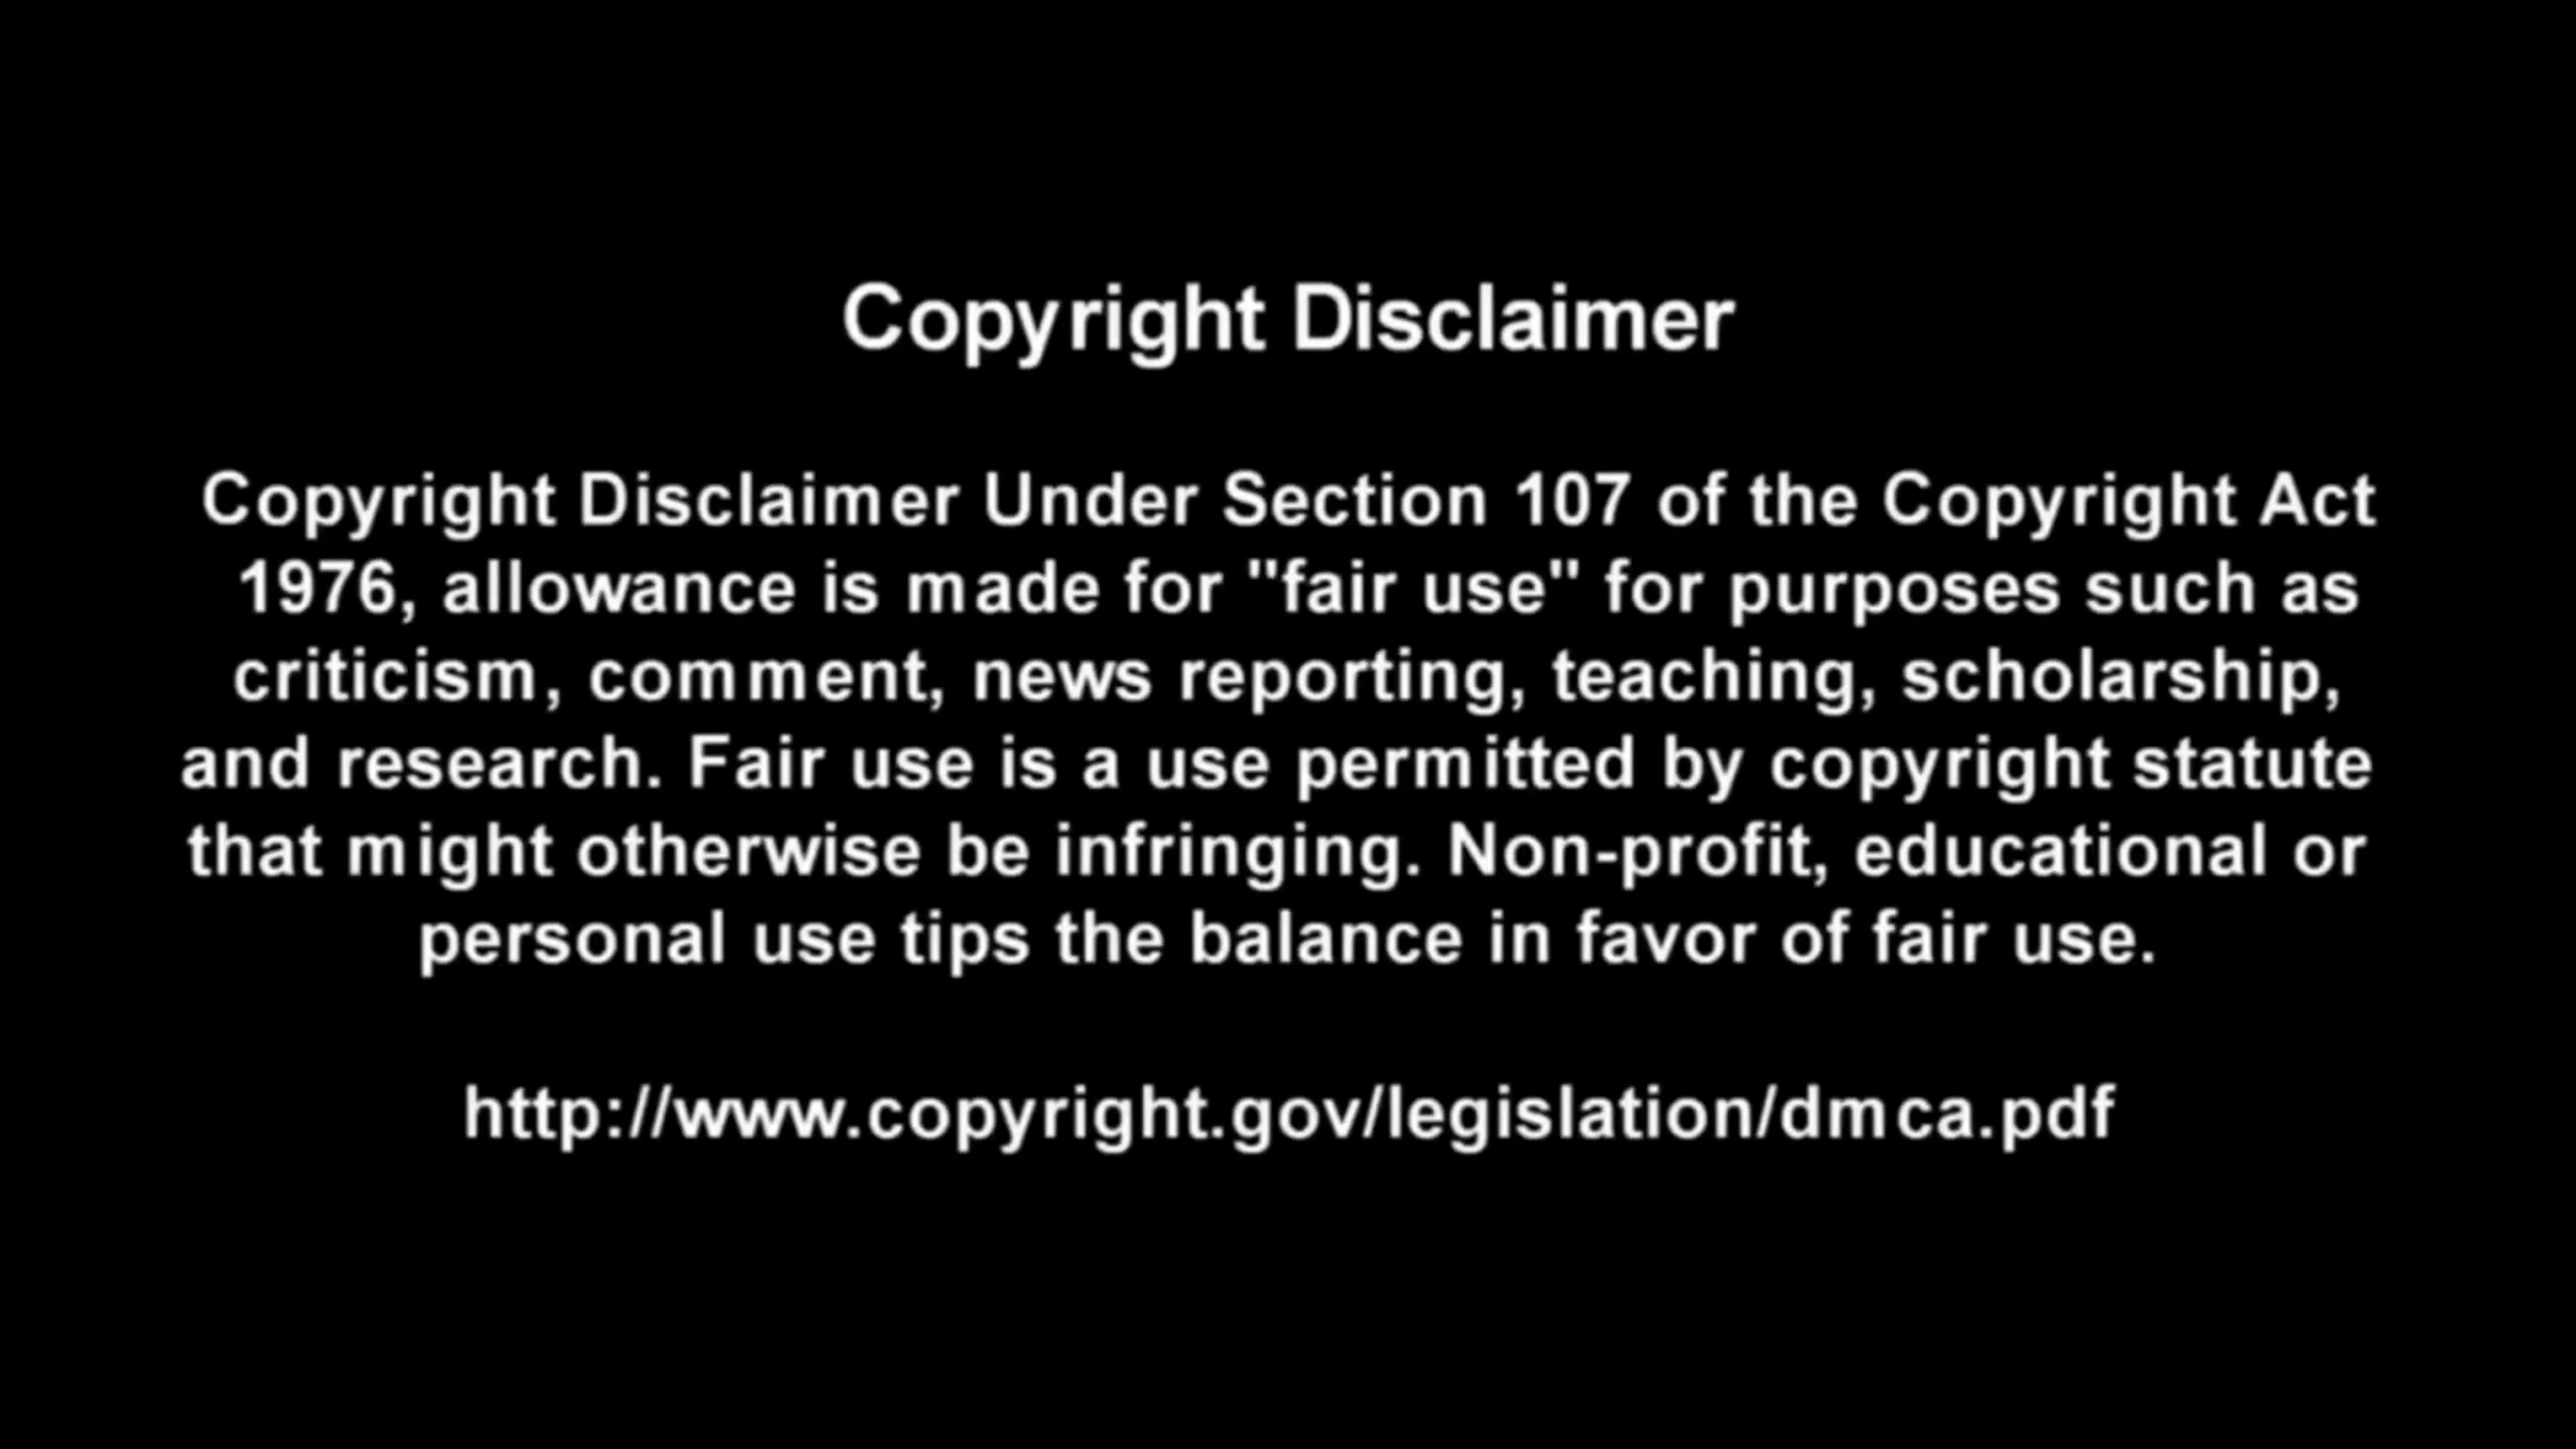 Copyright Disclaimer
Copyright Disclaimer Under Section 107 of the Copyright Act
1976, allowance is made for "fair use" for purposes such as
criticism, comment, news reporting, teaching, scholarship,
and research. Fair use is a use permitted by copyright statute
that might otherwise be infringing. Non-profit, educational or
personal use tips the balance in favor of fair use.
http://www.copyright.gov/legislation/dmca.pdf